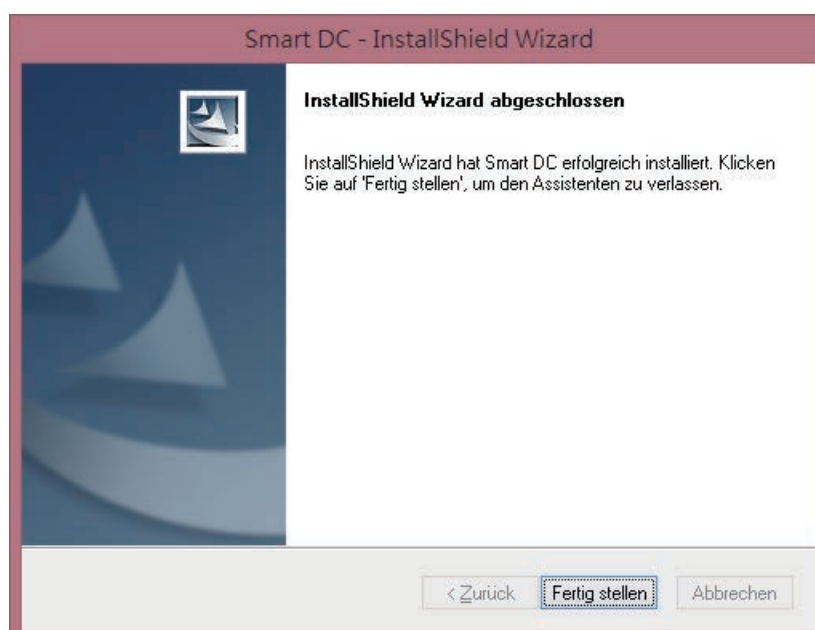 Smart DC - InstallShield Wizard
InstallShield Wizard abgeschlossen
InstallShield Wizard hat Smart DC erfolgreich installiert. Klicken
Sie auf 'Fertig stellen', um den Assistenten zu verlassen.
< Zurück Fertig stellen Abbrechen